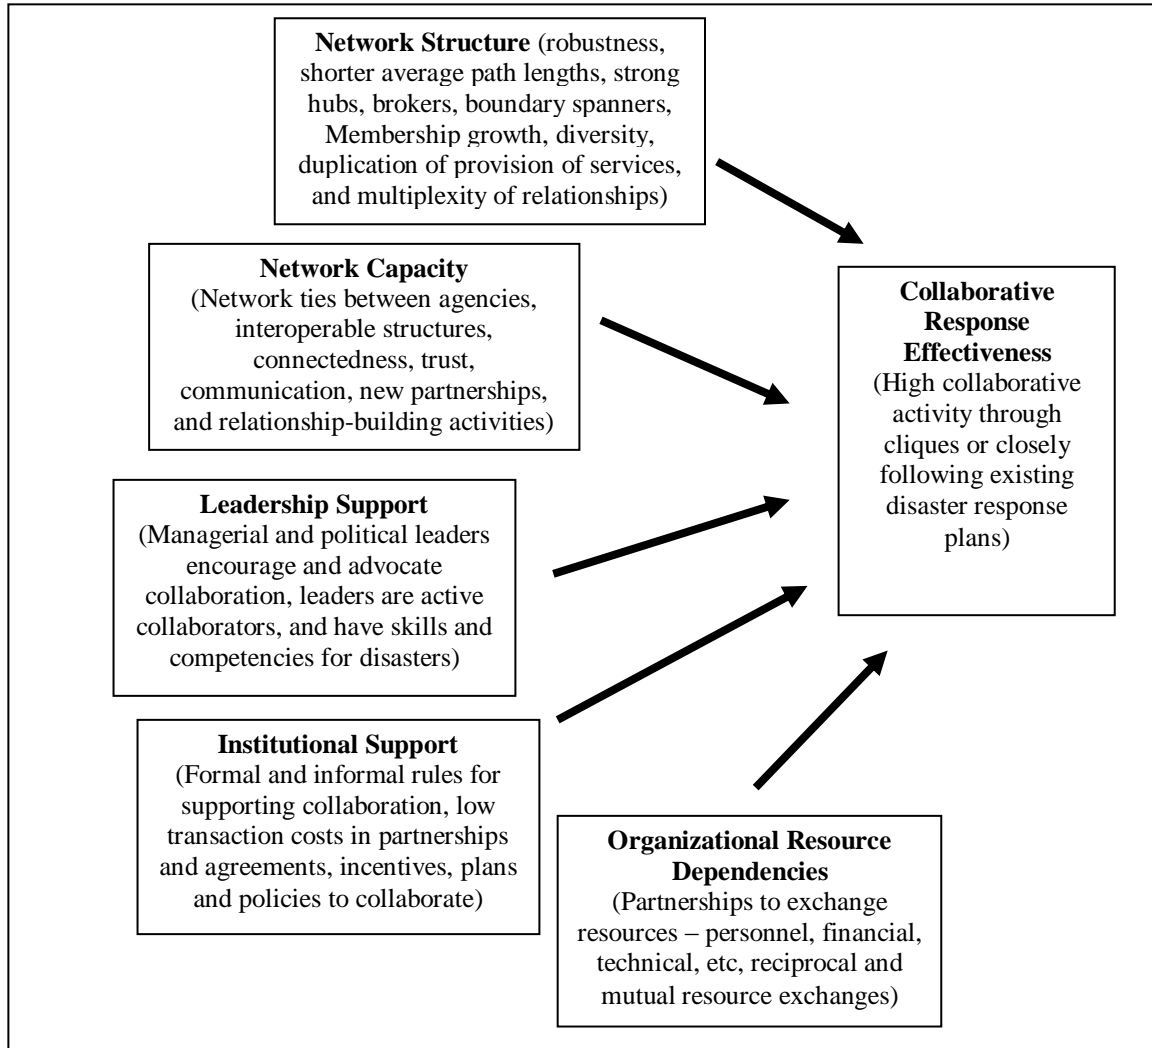 Network Structure (robustness,
shorter average path lengths, strong
hubs, brokers, boundary spanners,
Membership growth, diversity,
duplication of provision of services,
and multiplexity of relationships)
Network Capacity
(Network ties between agencies,
interoperable structures,
connectedness, trust,
communication, new partnerships,
and relationship-building activities)
Collaborative
Response
Effectiveness
(High collaborative
activity through
cliques or closely
following existing
disaster response
plans)
Leadership Support
(Managerial and political leaders
encourage and advocate
collaboration, leaders are active
collaborators, and have skills and
competencies for disasters)
Institutional Support
(Formal and informal rules for
supporting collaboration, low
transaction costs in partnerships
and agreements, incentives, plans
and policies to collaborate)
Organizational Resource
Dependencies
(Partnerships to exchange
resources – personnel, financial,
technical, etc, reciprocal and
mutual resource exchanges)